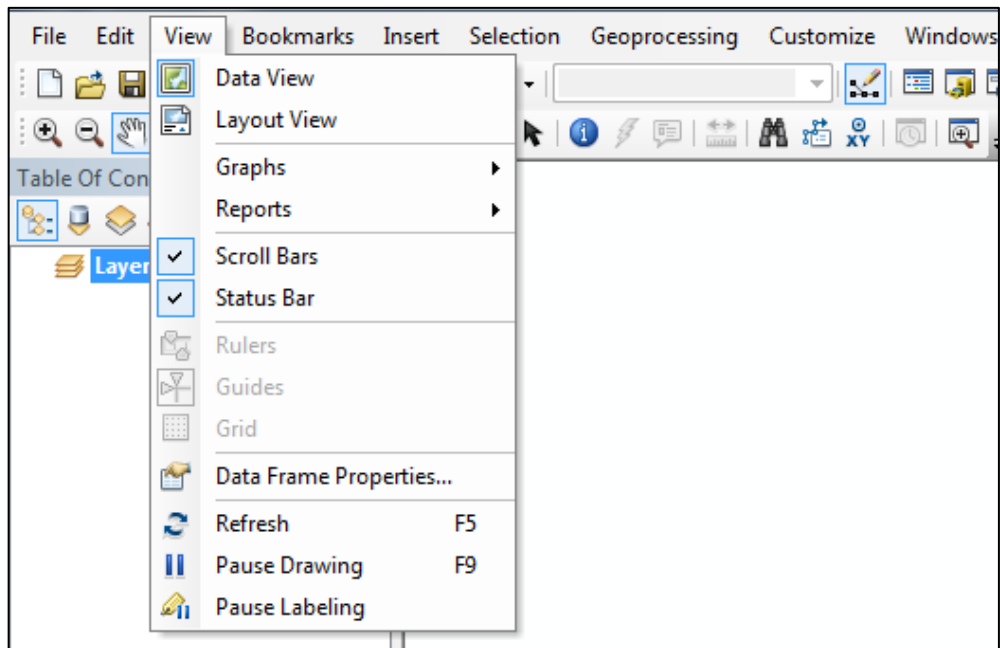 File Edit View Bookmarks Insert Selection Geoprocessing Customize Windows
Data View
Layout View
XY
Graphs
Table Of Con
Reports
Scroll Bars
Layer
Status Bar
Rulers
Guides
Grid
Data Frame Properties...
Refresh F5
Pause Drawing F9
Pause Labeling